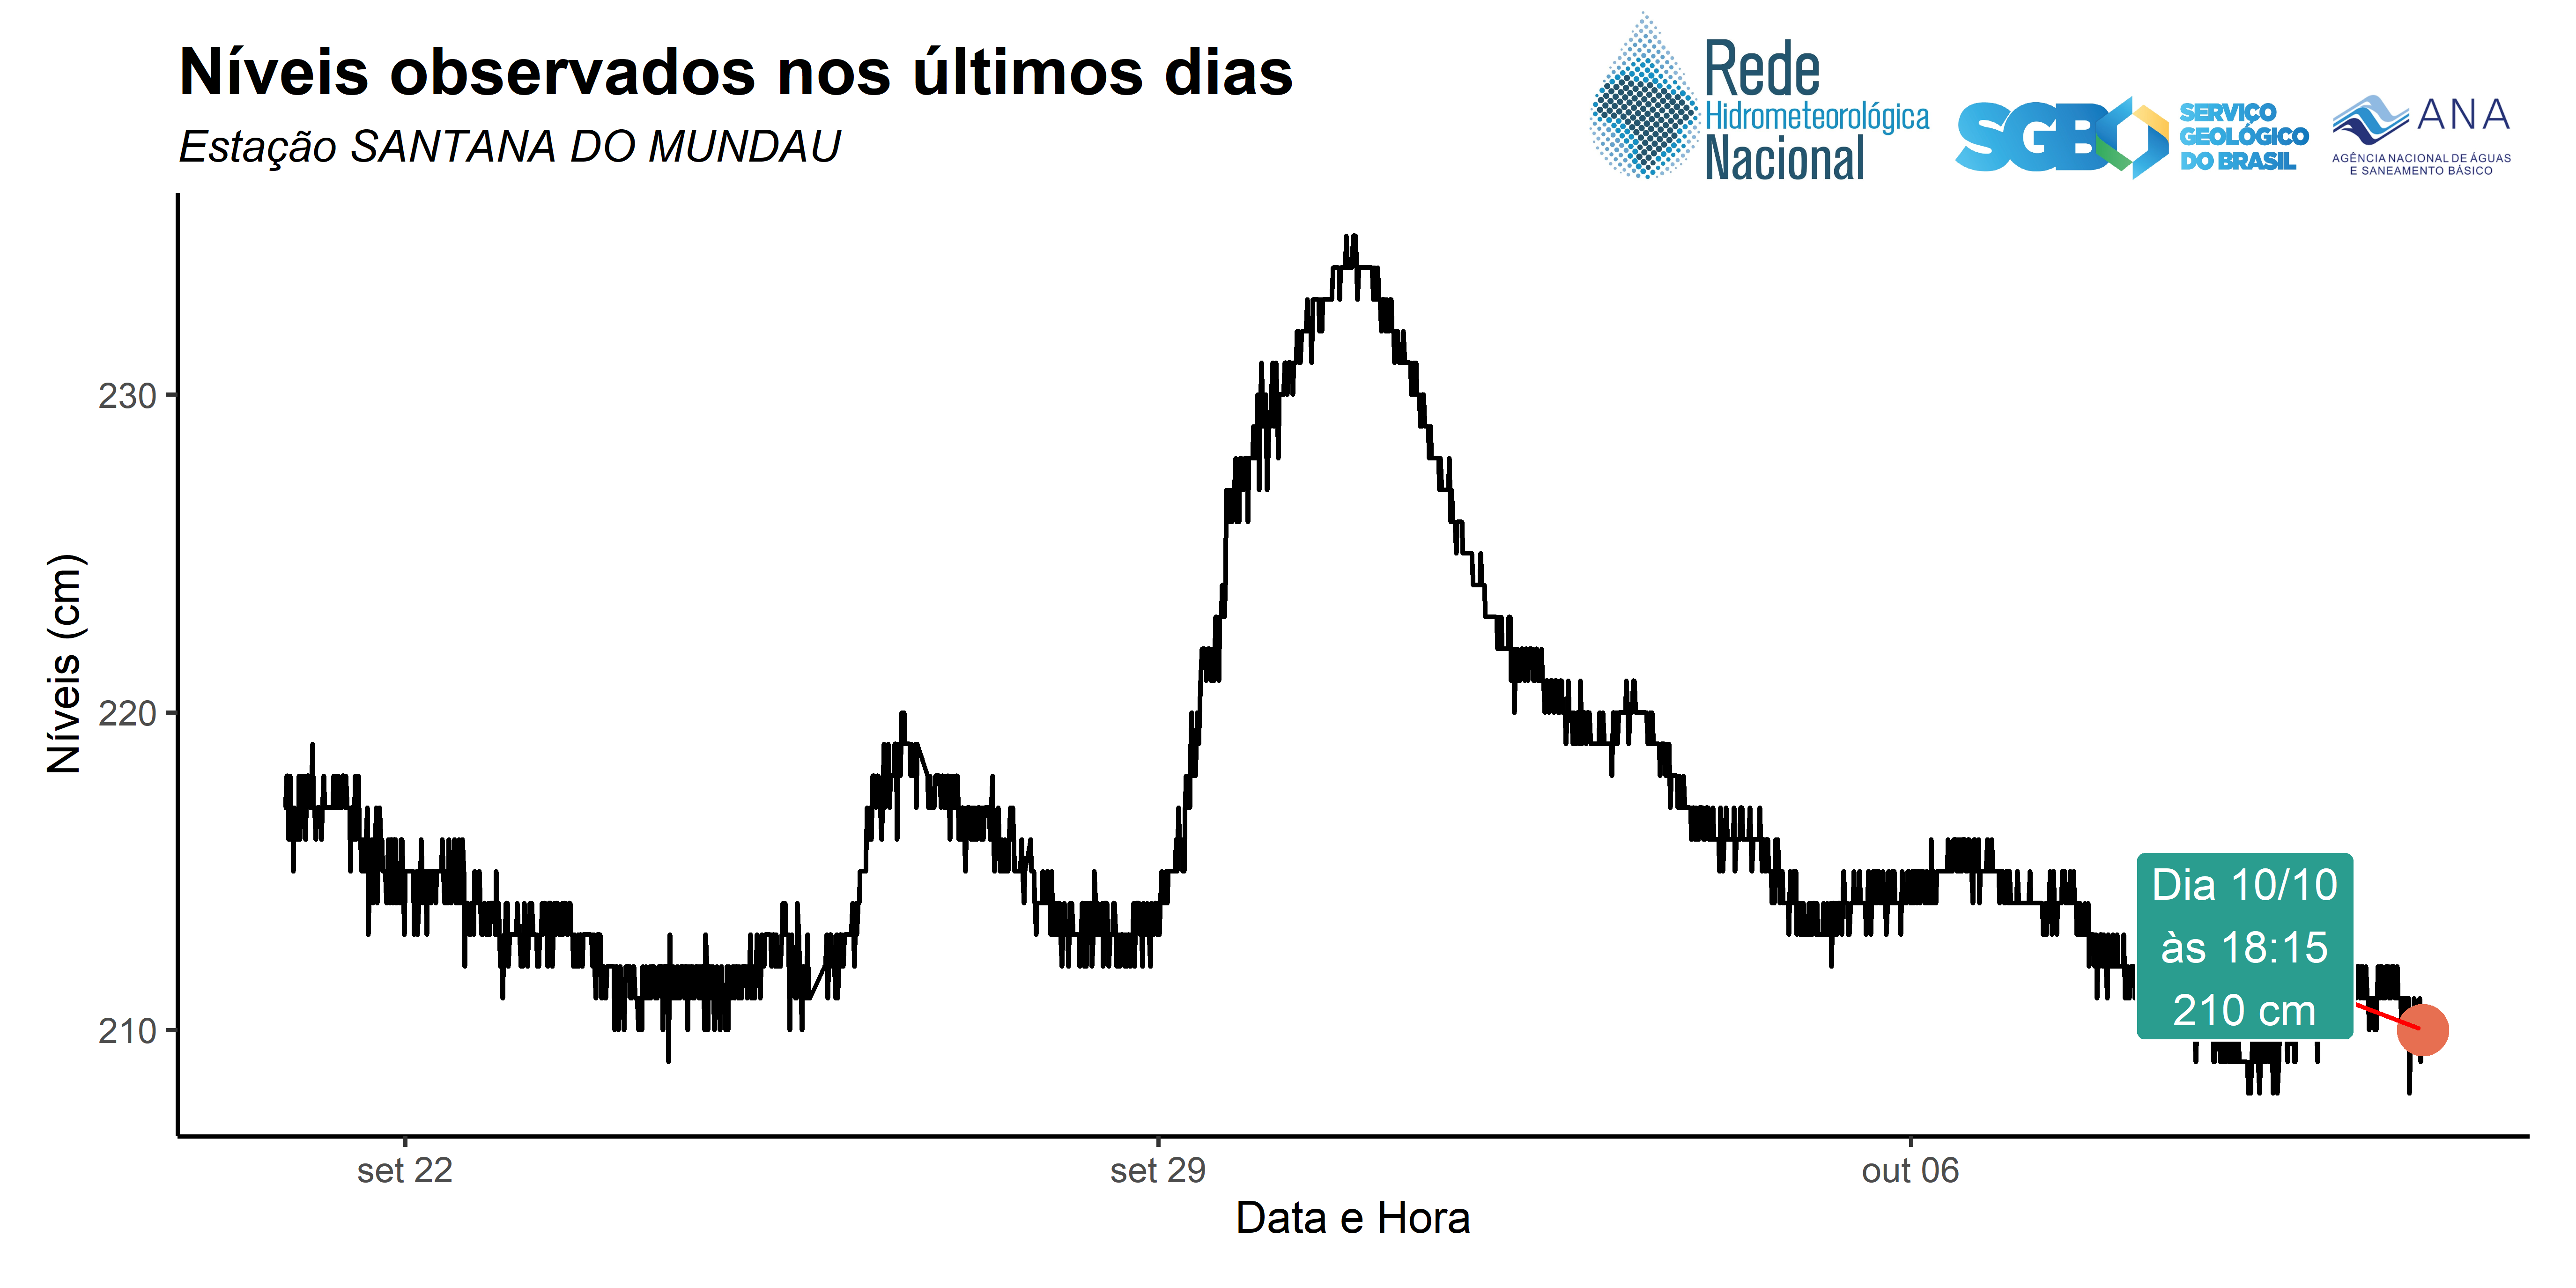 Níveis observados nos últimos dias
Estação SANTANA DO MUNDAU
Rede
Hidrometeorológica
Nacional
SGB
SERVIÇO
GEOLÓGICO
DO BRASIL
ANA
AGÊNCIA NACIONAL DE ÁGUAS
E SANEAMENTO BÁSICO
Níveis (cm)
230
220
210
Dia 10/10
às 18:15
210 cm
set 22
set 29
out 06
Data e Hora